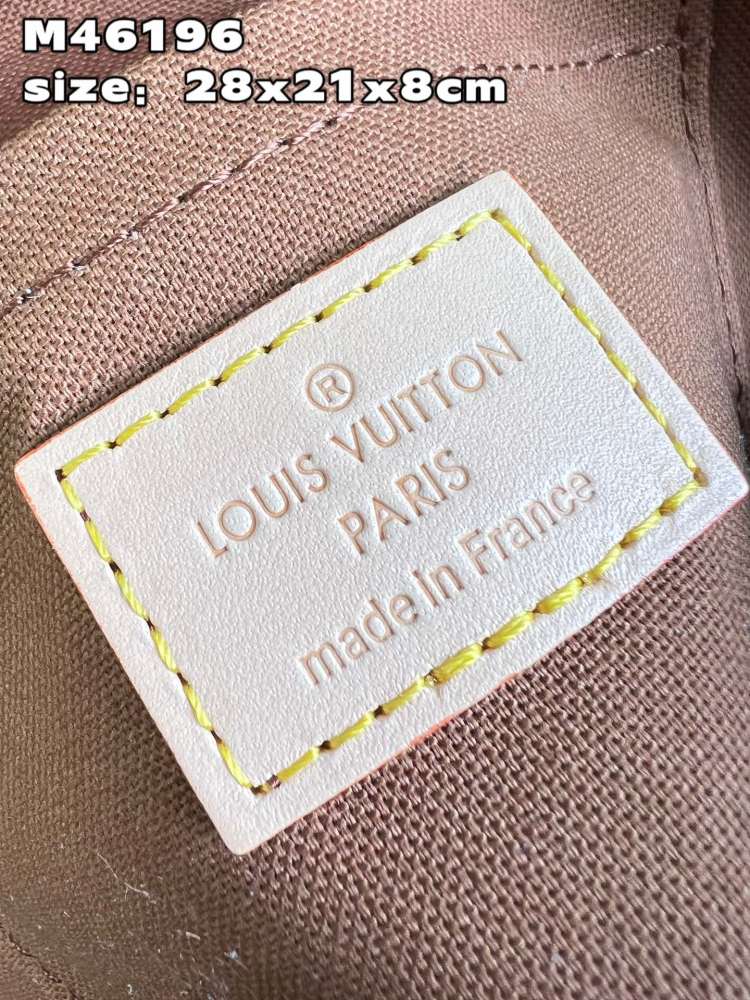 M46196
size：28x21x8cm
®
LOUIS VUITTON
PARIS
made In France